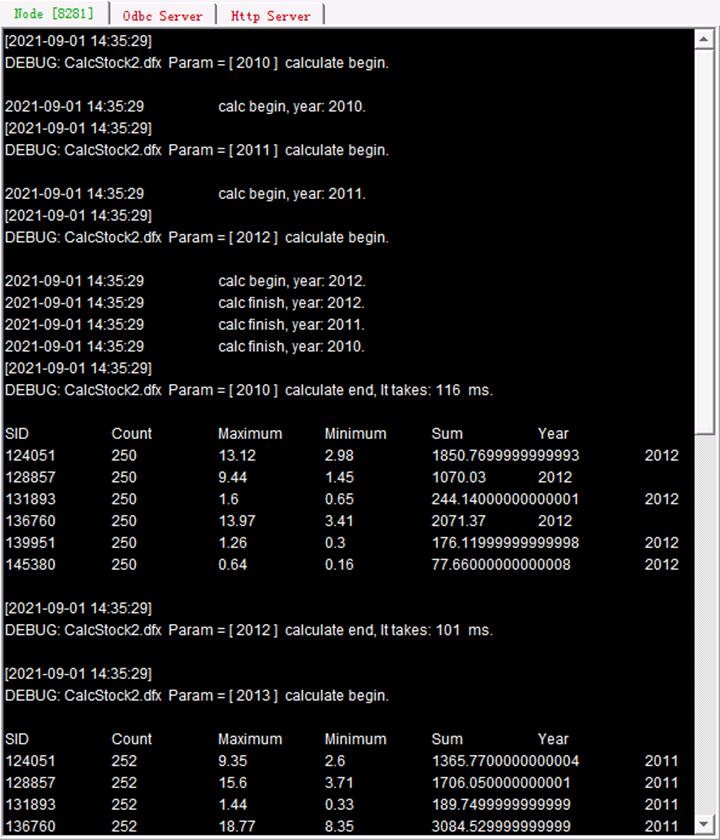 Node [8281] Odbc Server Http Server
[2021-09-01 14:35:29]
DEBUG: CalcStock2.dfx Param = [ 2010 ] calculate begin.
2021-09-01 14:35:29 calc begin, year: 2010.
[2021-09-01 14:35:29]
DEBUG: CalcStock2.dfx Param = [ 2011 ] calculate begin.
2021-09-01 14:35:29 calc begin, year: 2011.
[2021-09-01 14:35:29]
DEBUG: CalcStock2.dfx Param = [ 2012 ] calculate begin.
2021-09-01 14:35:29 calc begin, year: 2012.
2021-09-01 14:35:29 calc finish, year: 2012.
2021-09-01 14:35:29 calc finish, year: 2011.
2021-09-01 14:35:29 calc finish, year: 2010.
[2021-09-01 14:35:29]
DEBUG: CalcStock2.dfx Param = [ 2010 ] calculate end, It takes: 116 ms.
SID Count Maximum Minimum Sum Year
124051 250 13.12 2.98 1850.7699999999993 2012
128857 250 9.44 1.45 1070.03 2012
131893 250 1.6 0.65 244.14000000000001 2012
136760 250 13.97 3.41 2071.37 2012
139951 250 1.26 0.3 176.11999999999998 2012
145380 250 0.64 0.16 77.66000000000008 2012
[2021-09-01 14:35:29]
DEBUG: CalcStock2.dfx Param = [ 2012 ] calculate end, It takes: 101 ms.
[2021-09-01 14:35:29]
DEBUG: CalcStock2.dfx Param = [ 2013 ] calculate begin.
SID Count Maximum Minimum Sum Year
124051 252 9.35 2.6 1365.7700000000004 2011
128857 252 15.6 3.71 1706.050000000001 2011
131893 252 1.44 0.33 189.7499999999999 2011
136760 252 18.77 8.35 3084.529999999999 2011